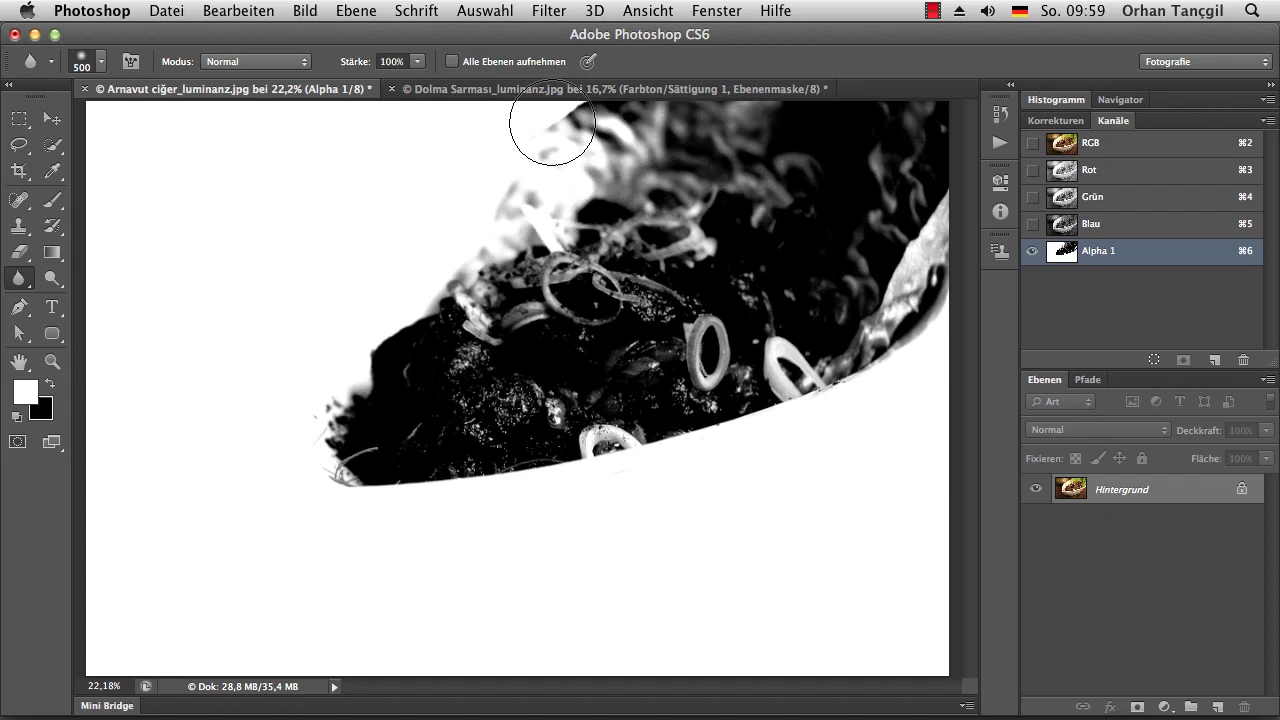 Photoshop Datei Bearbeiten Bild Ebene Schrift Auswahl Filter 3D Ansicht Fenster Hilfe So. 09:59 Orhan Tançgil
Adobe Photoshop CS6
500 Modus: Normal Stärke: 100% Alle Ebenen aufnehmen Fotografie
× © Arnavut ciğer_luminanz.jpg bei 22,2% (Alpha 1/8) * × © Dolma Sarması_luminanz.jpg bei 16,7% (Farbton/Sättigung 1, Ebenenmaske/8) *
Histogramm Navigator
Korrekturen Kanäle
RGB ⌘2
Rot ⌘3
Grün ⌘4
Blau ⌘5
Alpha 1 ⌘6
Ebenen Pfade
Art
Normal Deckkraft: 100%
Fixieren: Fläche: 100%
Hintergrund
22,18% © Dok: 28,8 MB/35,4 MB
Mini Bridge
fx